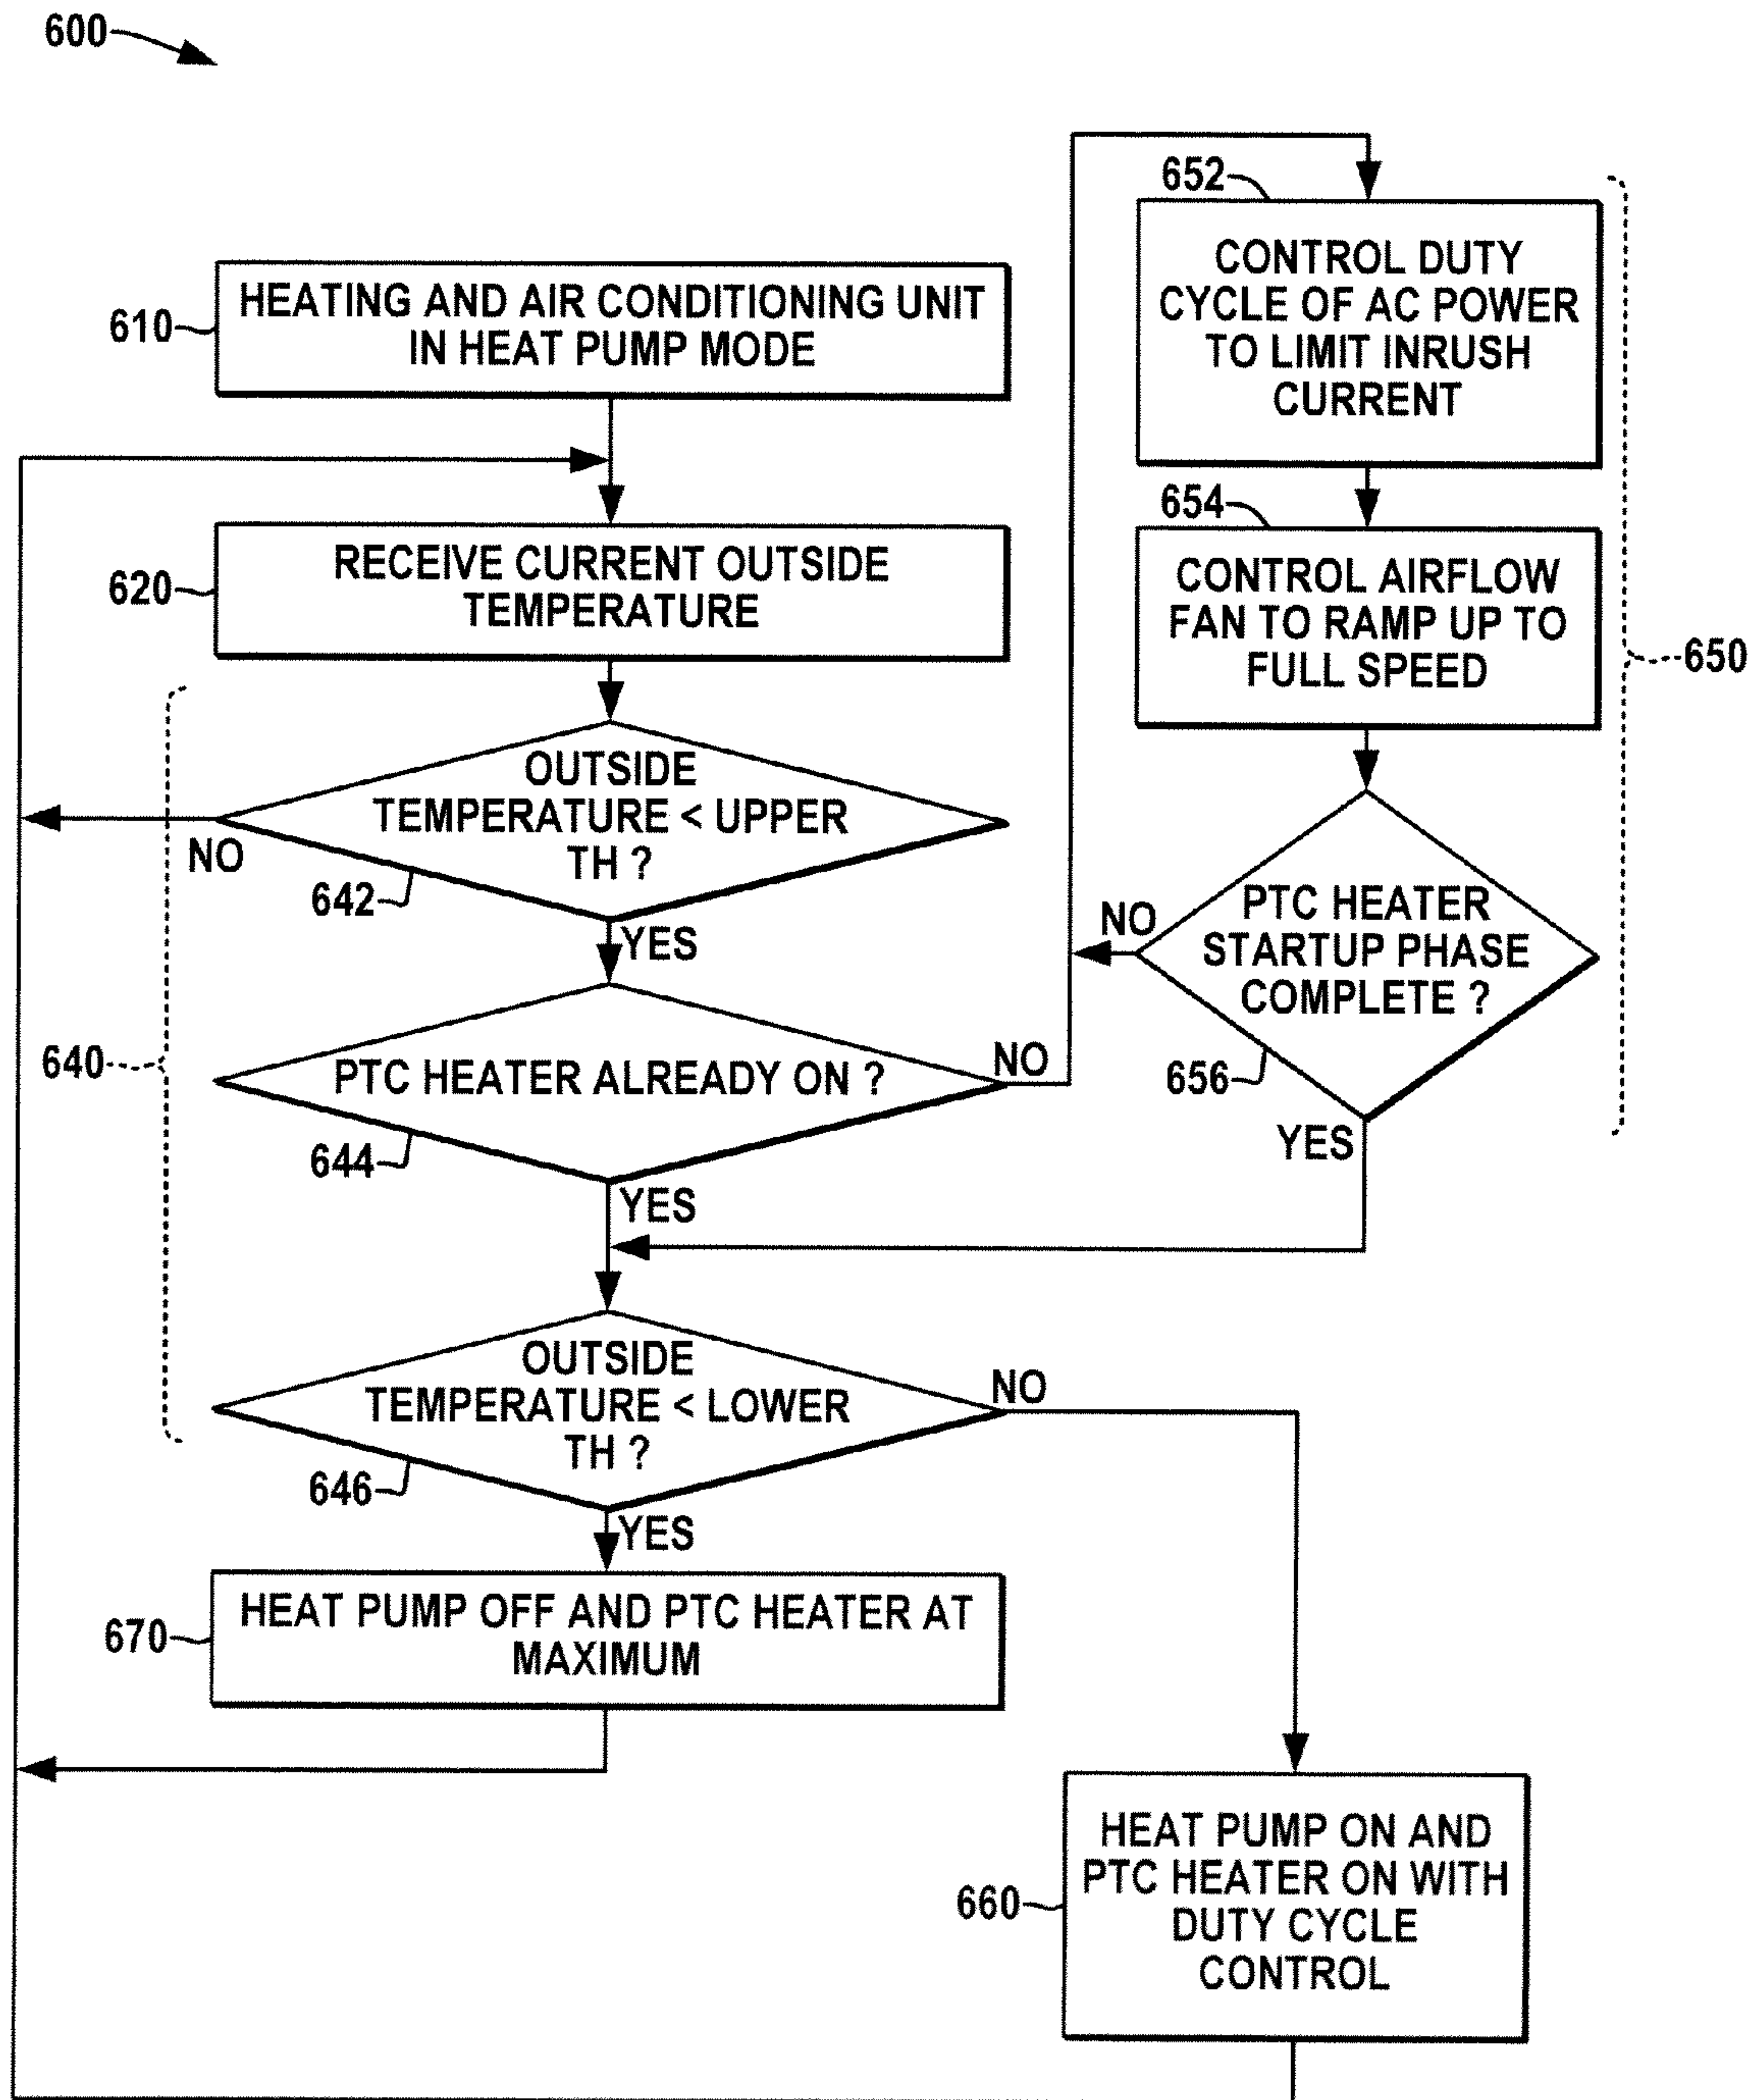 600
610
HEATING AND AIR CONDITIONING UNIT
IN HEAT PUMP MODE
620
RECEIVE CURRENT OUTSIDE
TEMPERATURE
640
OUTSIDE
TEMPERATURE < UPPER
TH ?
NO
642
YES
PTC HEATER ALREADY ON ?
NO
644
YES
652
CONTROL DUTY
CYCLE OF AC POWER
TO LIMIT INRUSH
CURRENT
654
CONTROL AIRFLOW
FAN TO RAMP UP TO
FULL SPEED
650
NO
PTC HEATER
STARTUP PHASE
COMPLETE ?
656
YES
OUTSIDE
TEMPERATURE < LOWER
TH ?
NO
646
YES
670
HEAT PUMP OFF AND PTC HEATER AT
MAXIMUM
660
HEAT PUMP ON AND
PTC HEATER ON WITH
DUTY CYCLE
CONTROL